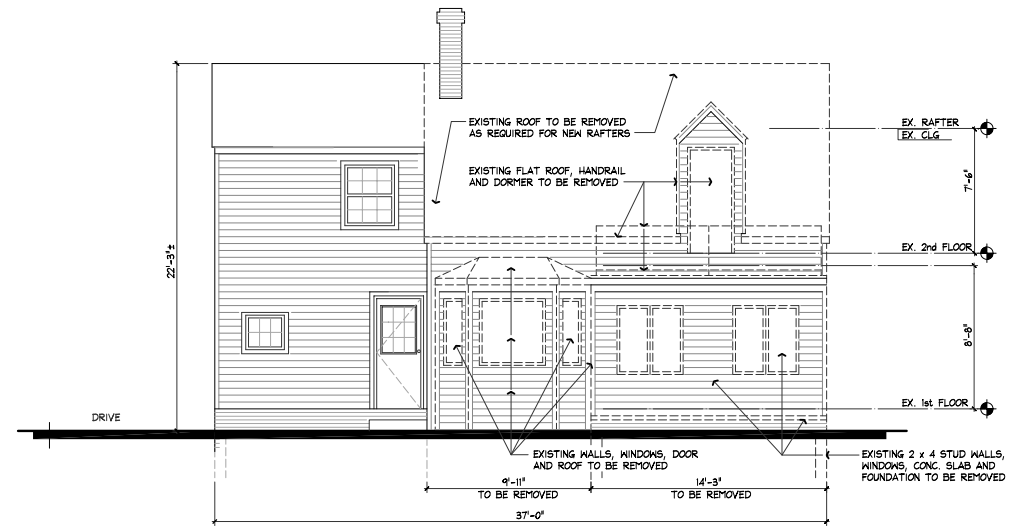 EXISTING ROOF TO BE REMOVED
AS REQUIRED FOR NEW RAFTERS
EX. RAFTER
EX. CLG
EXISTING FLAT ROOF, HANDRAIL
AND DORMER TO BE REMOVED
7'-6"
22'-3"±
EX. 2nd FLOOR
8'-8"
EX. 1st FLOOR
DRIVE
EXISTING WALLS, WINDOWS, DOOR
AND ROOF TO BE REMOVED
EXISTING 2 x 4 STUD WALLS,
WINDOWS, CONC. SLAB AND
FOUNDATION TO BE REMOVED
9'-11"
TO BE REMOVED
14'-3"
TO BE REMOVED
37'-0"